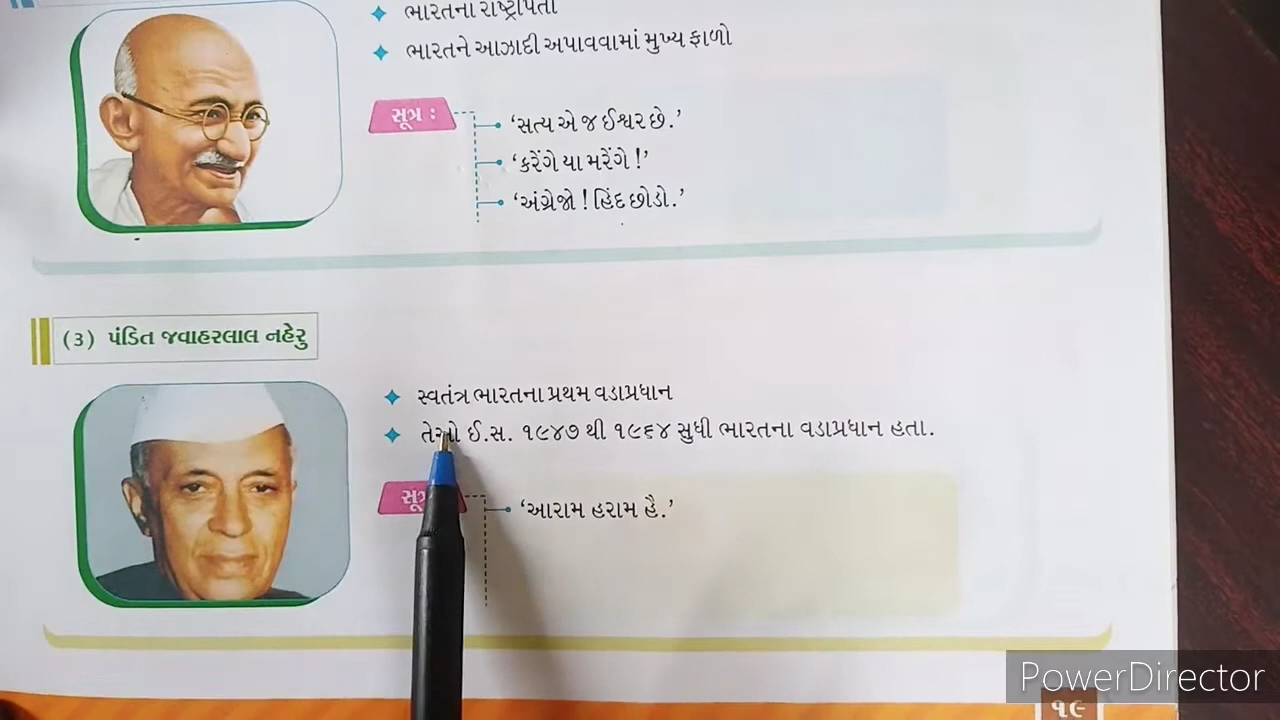 ભારતના રાષ્ટ્રપિતા
ભારતને આઝાદી અપાવવામાં મુખ્ય ફાળો
સૂત્ર :
‘સત્ય એ જ ઈશ્વર છે.’
‘કરેંગે યા મરેંગે !’
‘અંગ્રેજો ! હિંદ છોડો.’
(૩) પંડિત જવાહરલાલ નહેરુ
સ્વતંત્ર ભારતના પ્રથમ વડાપ્રધાન
તેઓ ઈ.સ. ૧૯૪૭ થી ૧૯૬૪ સુધી ભારતના વડાપ્રધાન હતા.
સૂત્ર
‘આરામ હરામ હૈ.’
PowerDirector
૧૯